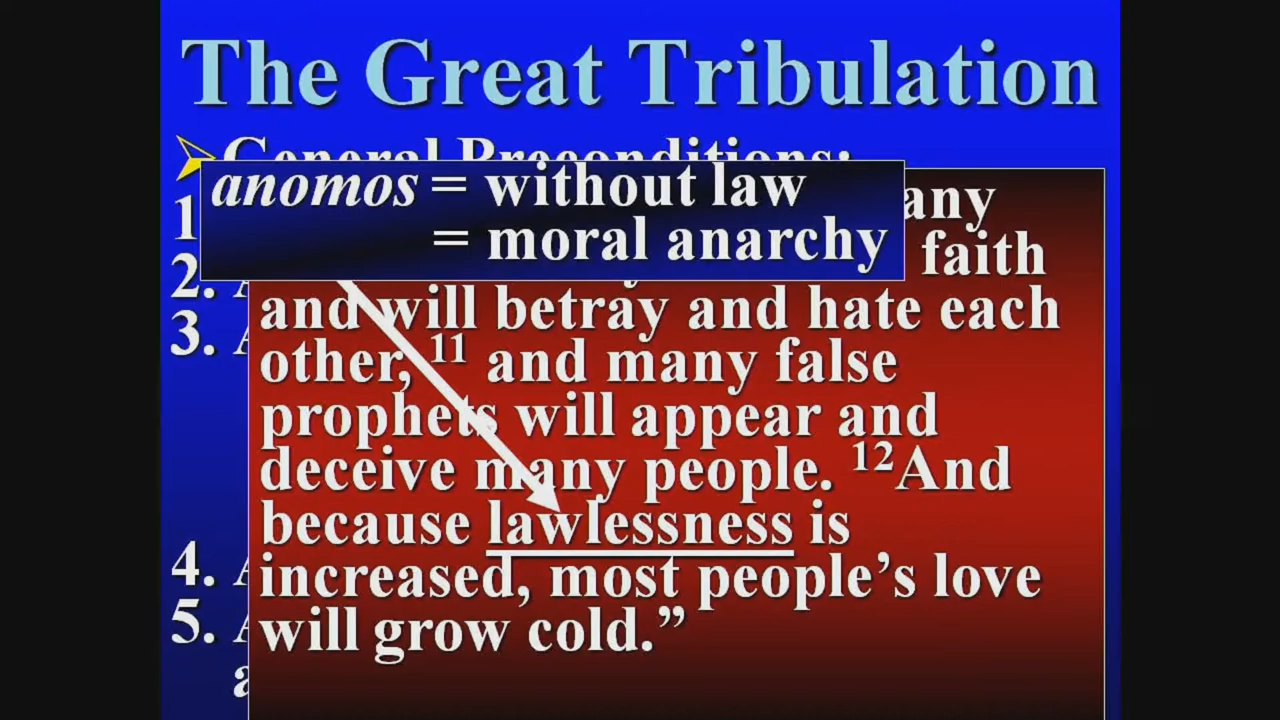 The Great Tribulation
General Preconditions:
anomos = without law
= moral anarchy
1
2.
3. A
4. A
5. A
a
any
faith
and will betray and hate each
other, 11 and many false
prophets will appear and
deceive many people. 12And
because lawlessness is
increased, most people’s love
will grow cold.”